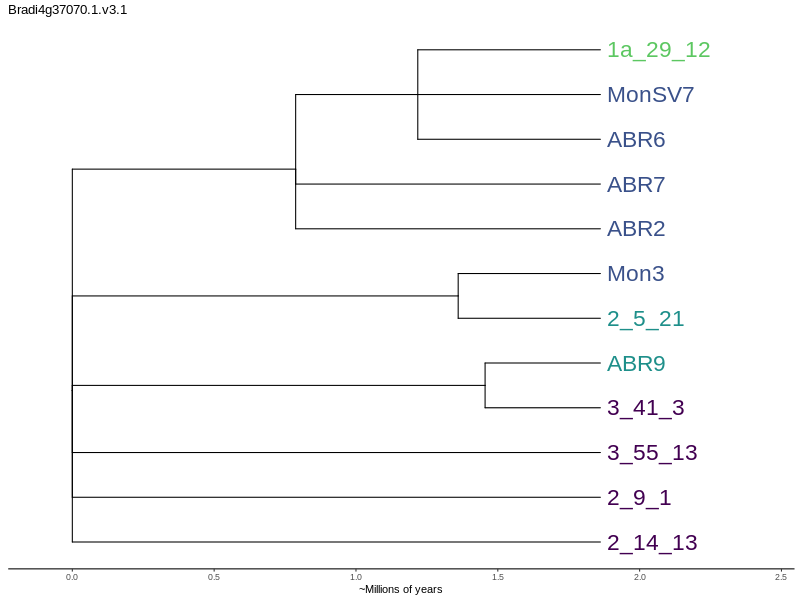 Bradi4g37070.1.v3.1
1a_29_12
MonSV7
ABR6
ABR7
ABR2
Mon3
2_5_21
ABR9
3_41_3
3_55_13
2_9_1
2_14_13
0.0 0.5 1.0 1.5 2.0 2.5
~Millions of years